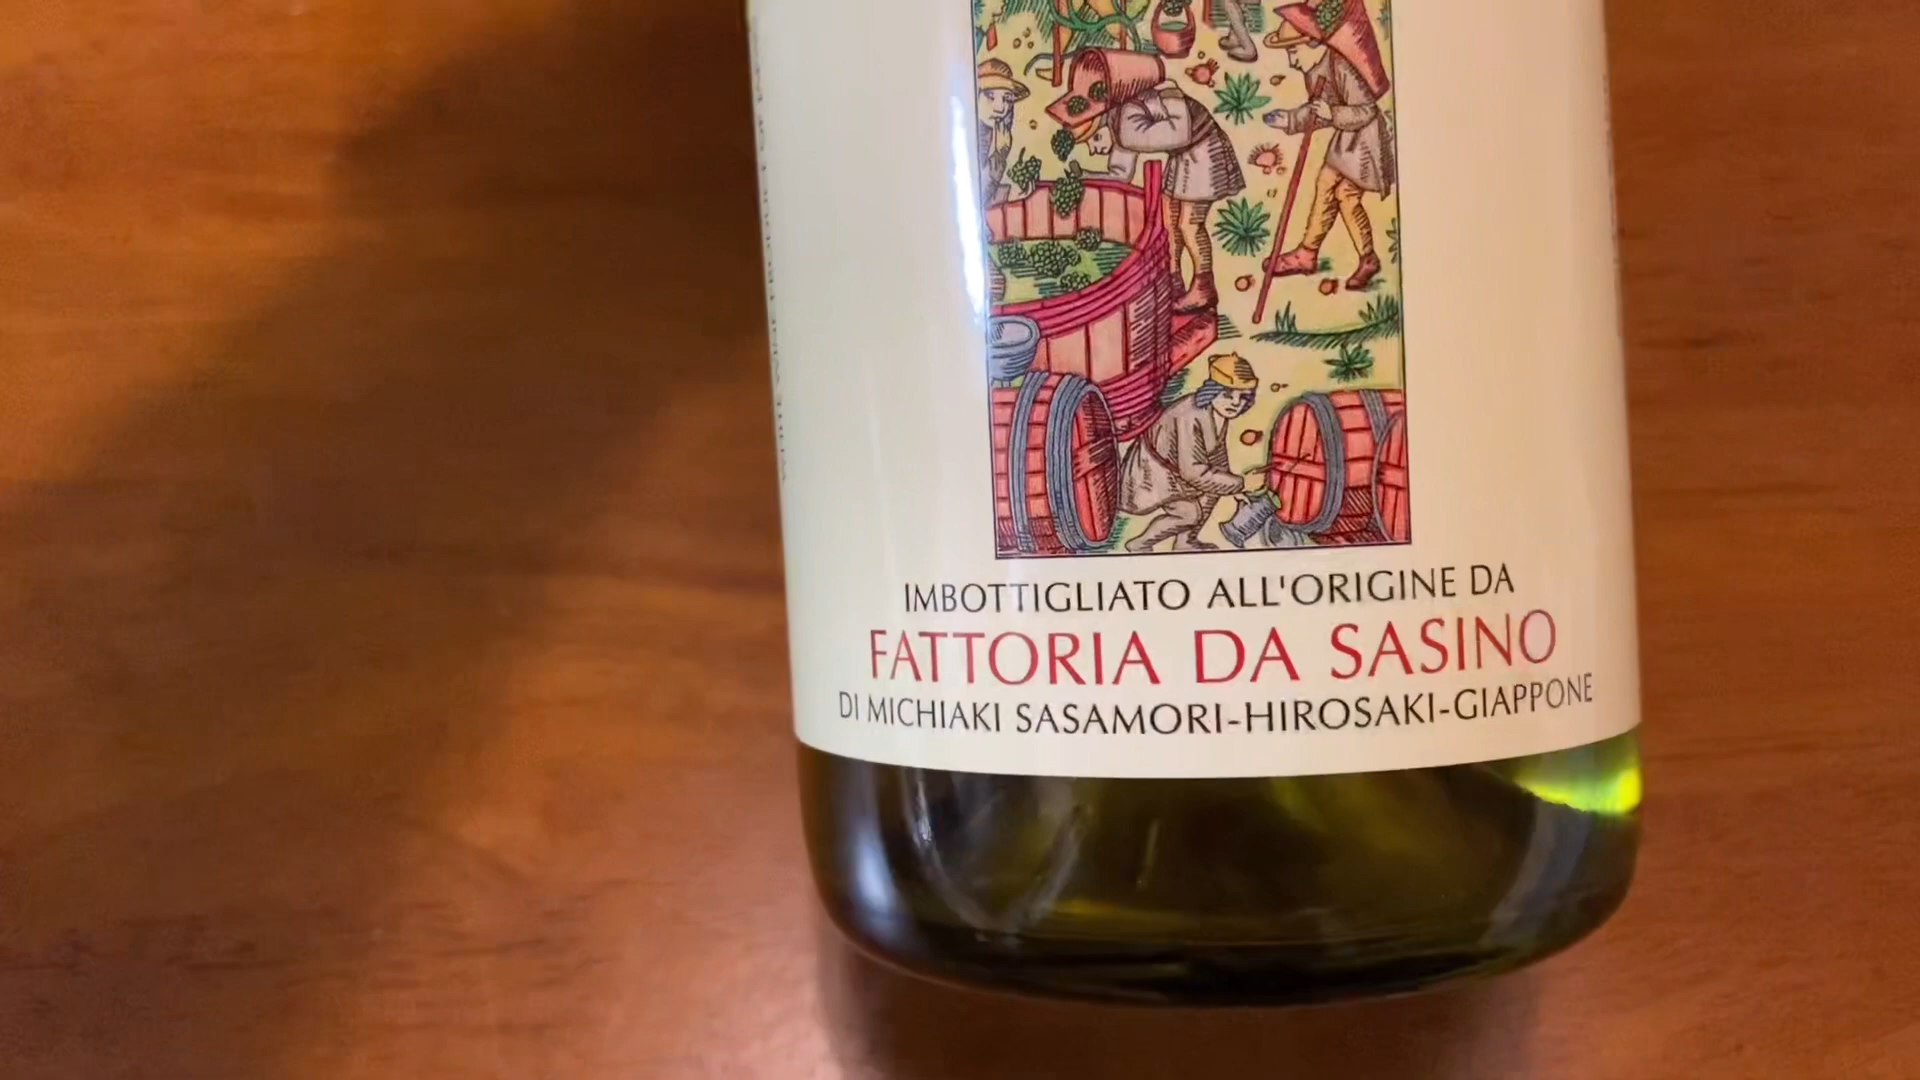 IMBOTTIGLIATO ALL'ORIGINE DA
FATTORIA DA SASINO
DI MICHIAKI SASAMORI-HIROSAKI-GIAPPONE